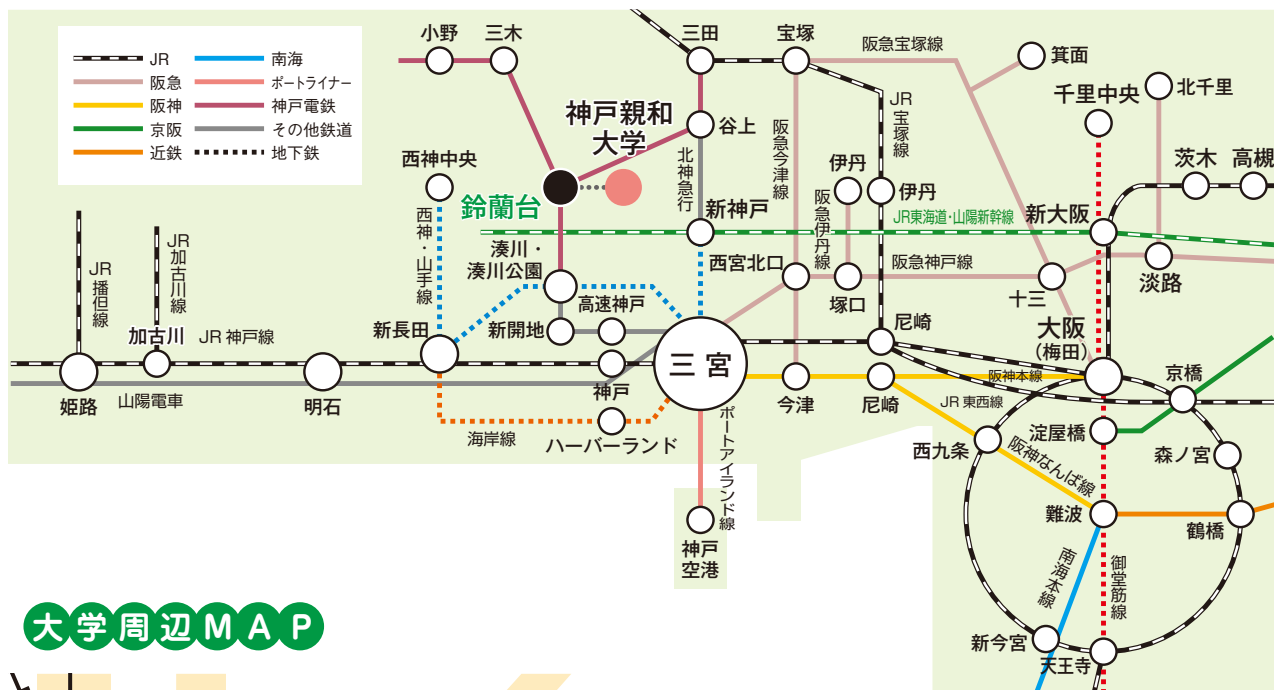 JR
阪急
阪神
京阪
近鉄
南海
ポートライナー
神戸電鉄
その他鉄道
地下鉄
小野
三木
三田
宝塚
阪急宝塚線
箕面
千里中央
北千里
JR宝塚線
神戸親和
大学
谷上
阪急今津線
北神急行
西神中央
伊丹
伊丹
阪急伊丹線
茨木
高槻
鈴蘭台
西神・山手線
新神戸
JR東海道・山陽新幹線
新大阪
湊川・
湊川公園
西宮北口
阪急神戸線
塚口
十三
淡路
JR播但線
JR加古川線
加古川
JR 神戸線
新長田
新開地
高速神戸
三宮
尼崎
大阪
(梅田)
京橋
姫路
山陽電車
明石
神戸
今津
尼崎
阪神本線
JR 東西線
海岸線
ハーバーランド
ポートアイランド線
淀屋橋
西九条
阪神なんば線
森ノ宮
難波
鶴橋
神戸
空港
南海本線
御堂筋線
新今宮
天王寺
大学周辺MAP